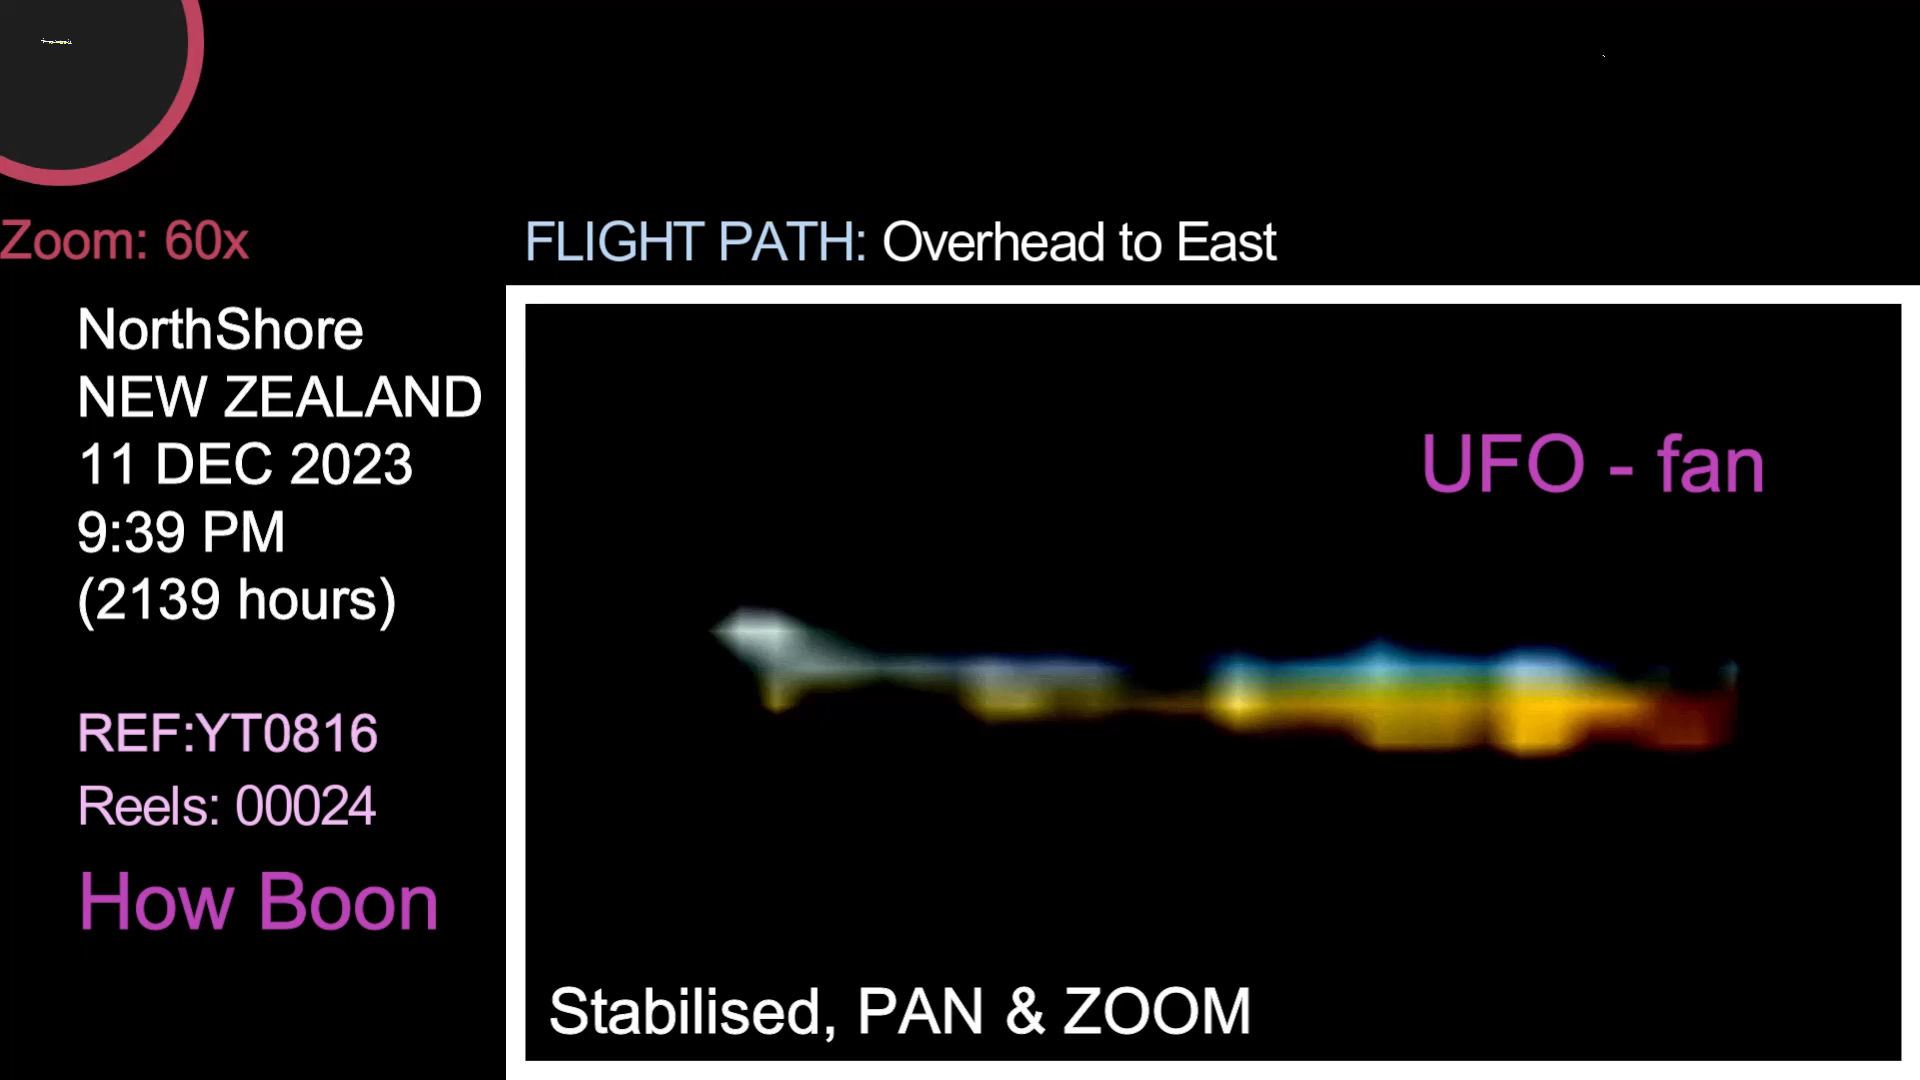 Zoom: 60x
FLIGHT PATH: Overhead to East
NorthShore
NEW ZEALAND
11 DEC 2023
9:39 PM
(2139 hours)
REF:YT0816
Reels: 00024
How Boon
UFO - fan
Stabilised, PAN & ZOOM